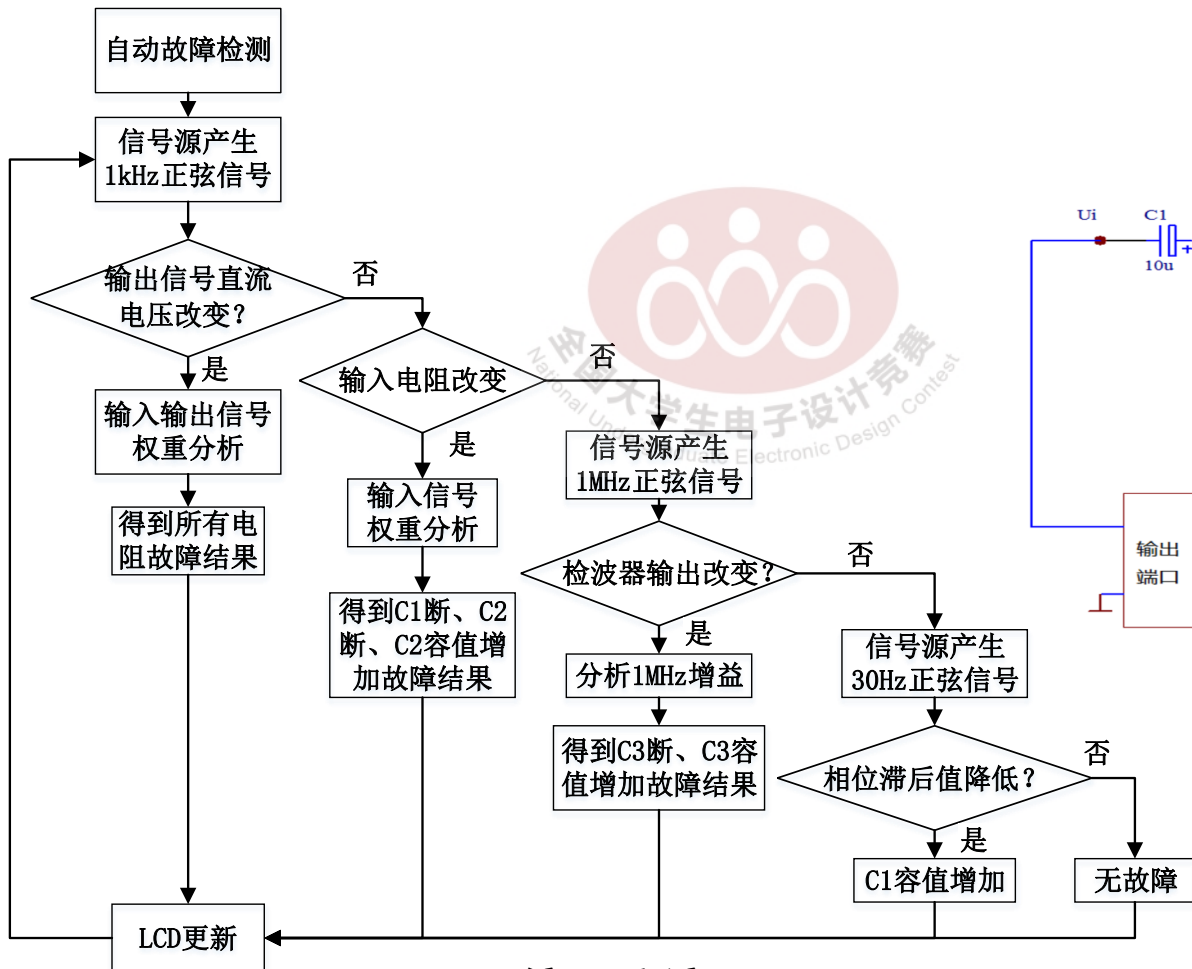 自动故障检测
信号源产生
1kHz正弦信号
输出信号直流
电压改变?
否
是
输入输出信号
权重分析
得到所有电
阻故障结果
输入电阻改变
否
是
输入信号
权重分析
得到C1断、C2
断、C2容值增
加故障结果
信号源产生
1MHz正弦信号
检波器输出改变?
否
是
分析1MHz增益
得到C3断、C3容
值增加故障结果
信号源产生
30Hz正弦信号
相位滞后值降低?
否
是
C1容值增加
无故障
LCD更新
全国大学生电子设计竞赛
National Undergraduate Electronic Design Contest
Ui
C1
+
10u
输出
端口